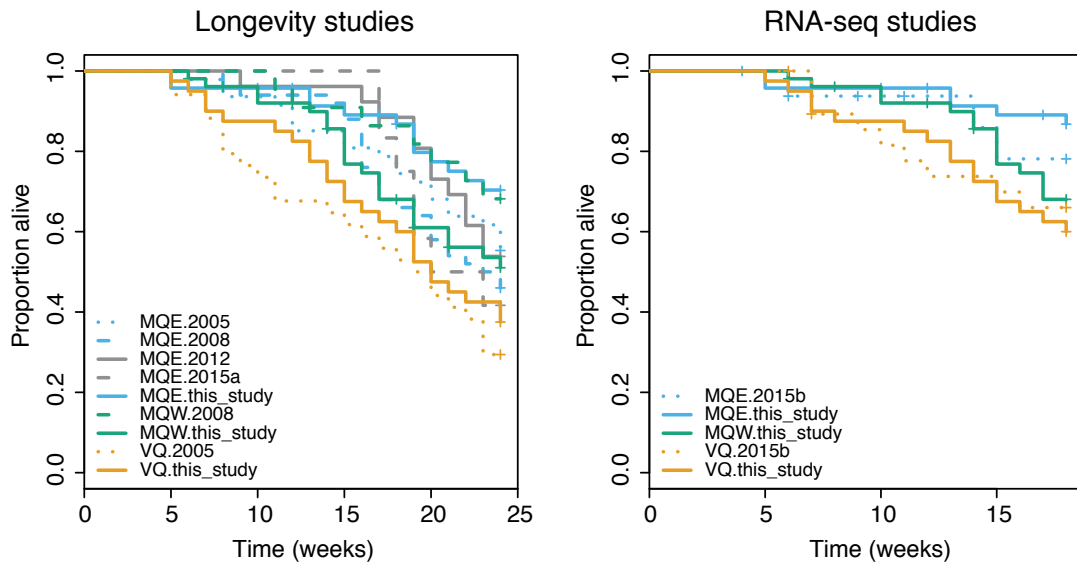 Longevity studies
Proportion alive
1.0
0.8
0.6
0.4
0.2
0.0
MQE.2005
MQE.2008
MQE.2012
MQE.2015a
MQE.this_study
MQW.2008
MQW.this_study
VQ.2005
VQ.this_study
0 5 10 15 20 25
Time (weeks)
RNA-seq studies
Proportion alive
1.0
0.8
0.6
0.4
0.2
0.0
MQE.2015b
MQE.this_study
MQW.this_study
VQ.2015b
VQ.this_study
0 5 10 15
Time (weeks)